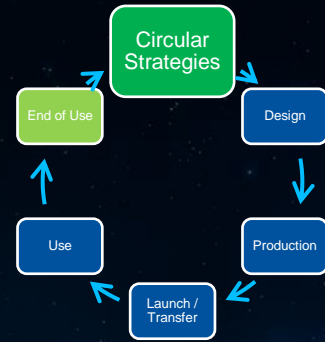 Circular
Strategies
End of Use
Design
Use
Production
Launch /
Transfer